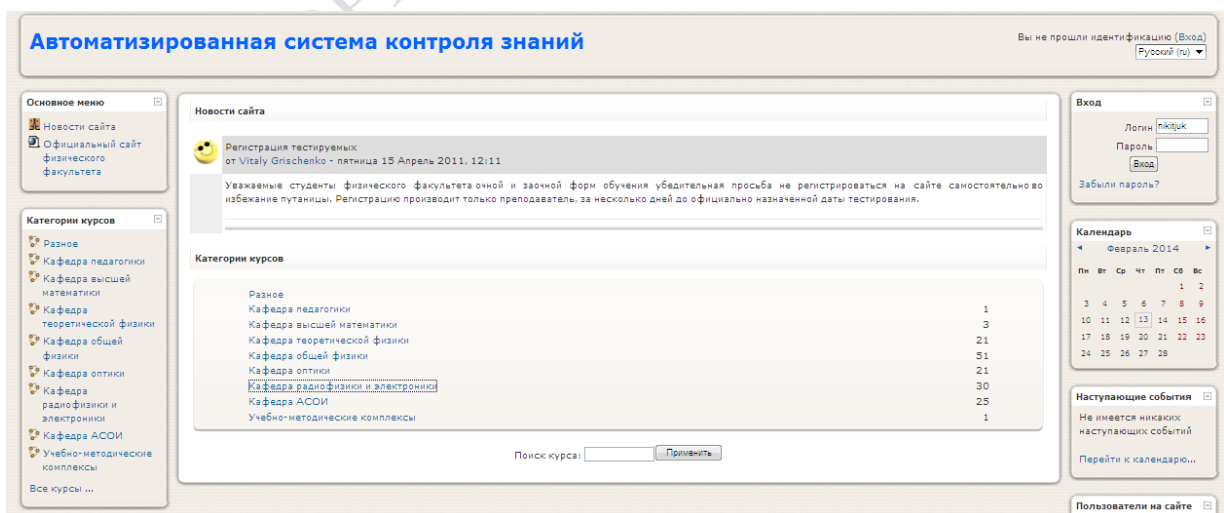 Автоматизированная система контроля знаний
Вы не прошли идентификацию (Вход)
Русский (ru)
Основное меню
Новости сайта
Официальный сайт
физического
факультета
Категории курсов
Разное
Кафедра педагогики
Кафедра высшей
математики
Кафедра
теоретической физики
Кафедра общей
физики
Кафедра оптики
Кафедра
радиофизики и
электроники
Кафедра АСОИ
Учебно-методические
комплексы
Все курсы ...
Новости сайта
Регистрация тестируемых
от Vitaly Grischenko - пятница 15 Апрель 2011, 12:11
Уважаемые студенты физического факультета очной и заочной форм обучения убедительная просьба не регистрироваться на сайте самостоятельно во
избежание путаницы. Регистрацию производит только преподаватель, за несколько дней до официально назначенной даты тестирования.
Категории курсов
Разное
Кафедра педагогики 1
Кафедра высшей математики 3
Кафедра теоретической физики 21
Кафедра общей физики 51
Кафедра оптики 21
Кафедра радиофизики и электроники 30
Кафедра АСОИ 25
Учебно-методические комплексы 1
Поиск курса: Применить
Вход
Логин nikitjuk
Пароль
Вход
Забыли пароль?
Календарь
Февраль 2014
Пн Вт Ср Чт Пт Сб Вс
1 2
3 4 5 6 7 8 9
10 11 12 13 14 15 16
17 18 19 20 21 22 23
24 25 26 27 28
Наступающие события
Не имеется никаких
наступающих событий
Перейти к календарю...
Пользователи на сайте